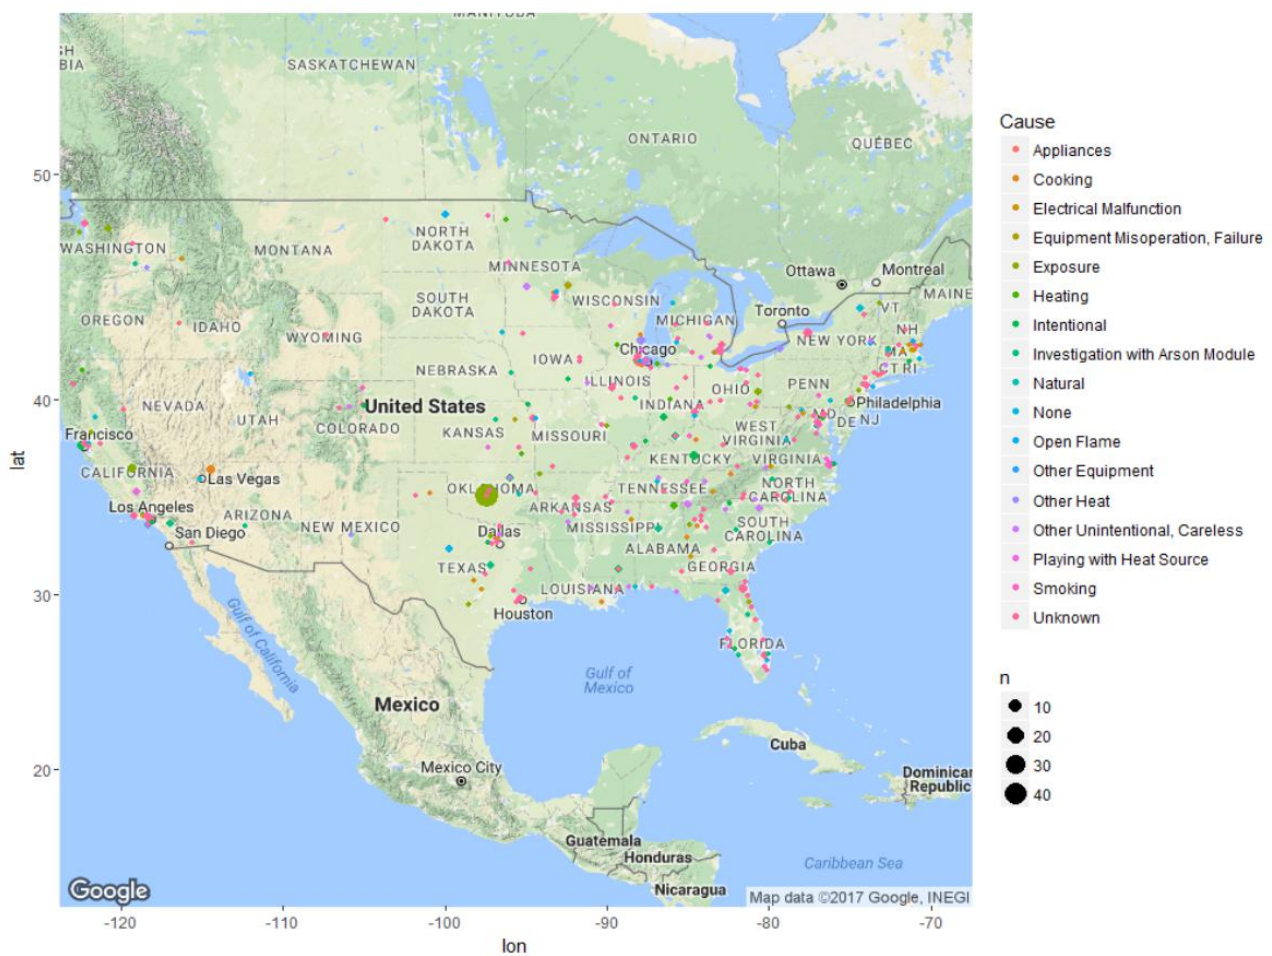 MANITOBA
SH
BIA
SASKATCHEWAN
ONTARIO
QUÉBEC
50
WASHINGTON
MONTANA
NORTH
DAKOTA
MINNESOTA
Ottawa
Montreal
OREGON
IDAHO
SOUTH
DAKOTA
WISCONSIN
MICHIGAN
Toronto
VT
MAINE
WYOMING
NEW YORK
NH
MA
CT RI
NEBRASKA
IOWA
Chicago
ILLINOIS
OHIO
PENN
40
NEVADA
UTAH
COLORADO
United States
INDIANA
Philadelphia
MD
DE NJ
Francisco
KANSAS
MISSOURI
WEST
VIRGINIA
CALIFORNIA
Las Vegas
KENTUCKY
VIRGINIA
OKLAHOMA
TENNESSEE
NORTH
CAROLINA
Los Angeles
ARIZONA
NEW MEXICO
ARKANSAS
San Diego
Dallas
MISSISSIPPI
SOUTH
CAROLINA
ALABAMA
TEXAS
GEORGIA
30
LOUISIANA
Houston
FLORIDA
Gulf of California
Gulf of
Mexico
Mexico
Cuba
20
Mexico City
Dominican
Republic
Guatemala
Honduras
Caribbean Sea
Nicaragua
Google
Map data ©2017 Google, INEGI
-120
-110
-100
-90
-80
-70
lon
lat
Cause
Appliances
Cooking
Electrical Malfunction
Equipment Misoperation, Failure
Exposure
Heating
Intentional
Investigation with Arson Module
Natural
None
Open Flame
Other Equipment
Other Heat
Other Unintentional, Careless
Playing with Heat Source
Smoking
Unknown
n
10
20
30
40